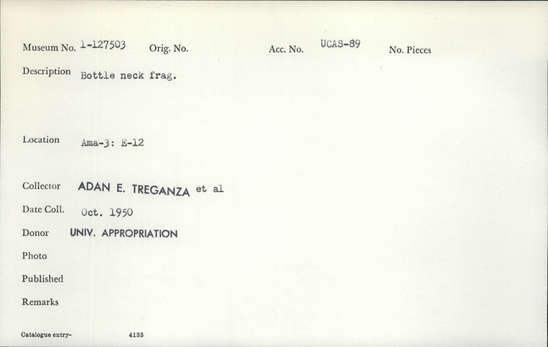 Museum No. 1-127503 Orig. No. Acc. No. UCAS-89 No. Pieces
Description Bottle neck frag.
Location Ama-3: E-12
Collector ADAN E. TREGANZA et al
Date Coll. Oct. 1950
Donor UNIV. APPROPRIATION
Photo
Published
Remarks
Catalogue entry- 4135